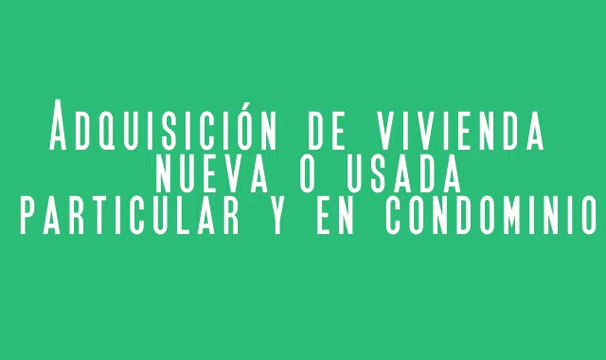 Adquisición de vivienda
nueva o usada
particular y en condominio